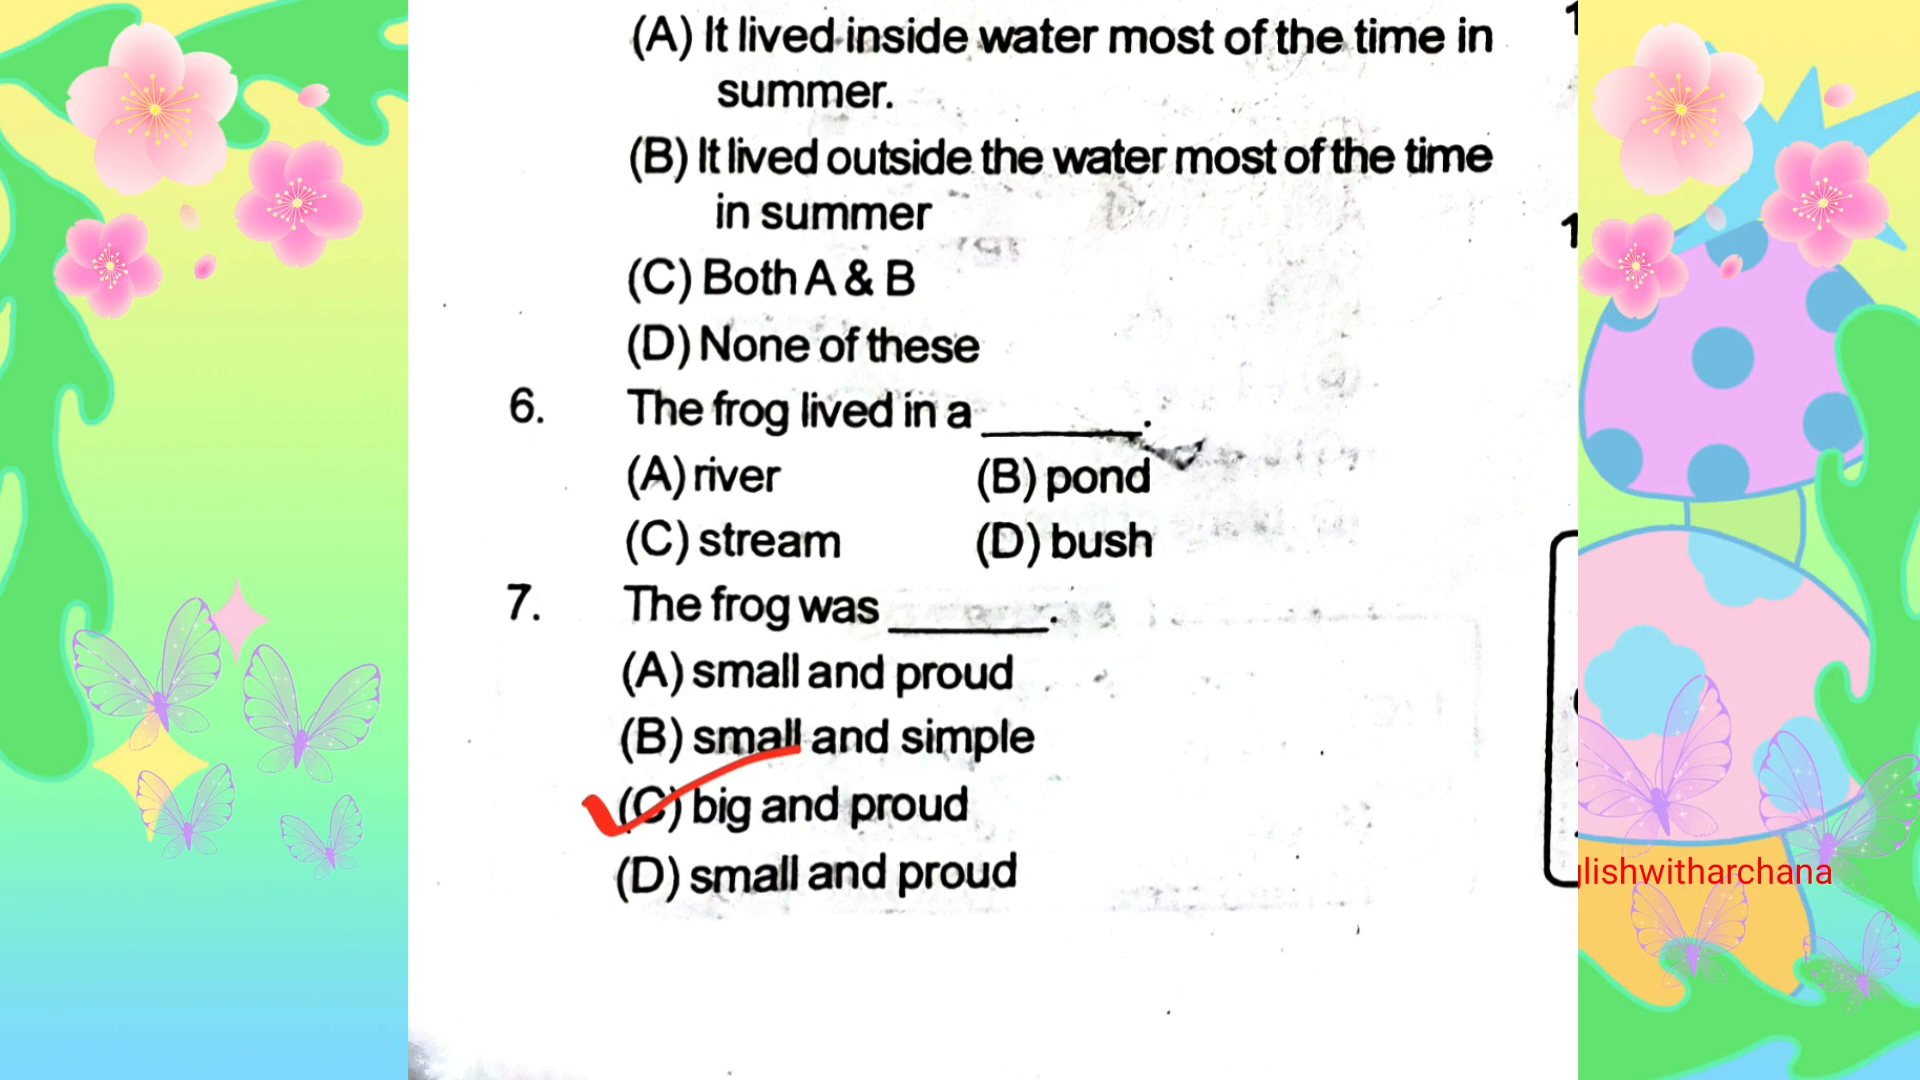 (A) It lived inside water most of the time in
summer.
(B) It lived outside the water most of the time
in summer
(C) Both A & B
(D) None of these
6. The frog lived in a ________.
(A) river (B) pond
(C) stream (D) bush
7. The frog was ________.
(A) small and proud
(B) small and simple
(C) big and proud
(D) small and proud
lishwitharchana